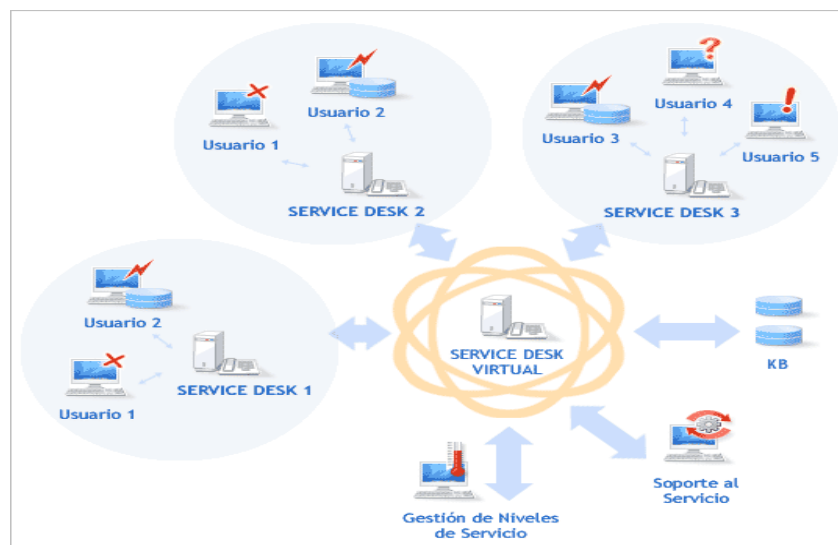 Usuario 1
Usuario 2
SERVICE DESK 2
Usuario 3
Usuario 4
Usuario 5
SERVICE DESK 3
Usuario 2
Usuario 1
SERVICE DESK 1
SERVICE DESK
VIRTUAL
KB
Gestión de Niveles
de Servicio
Soporte al
Servicio